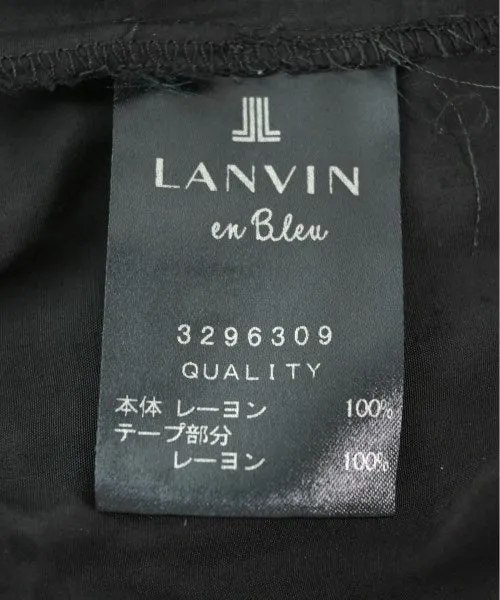 LANVIN
en Bleu
3296309
QUALITY
本体 レーヨン 100%
テープ部分
レーヨン 100%